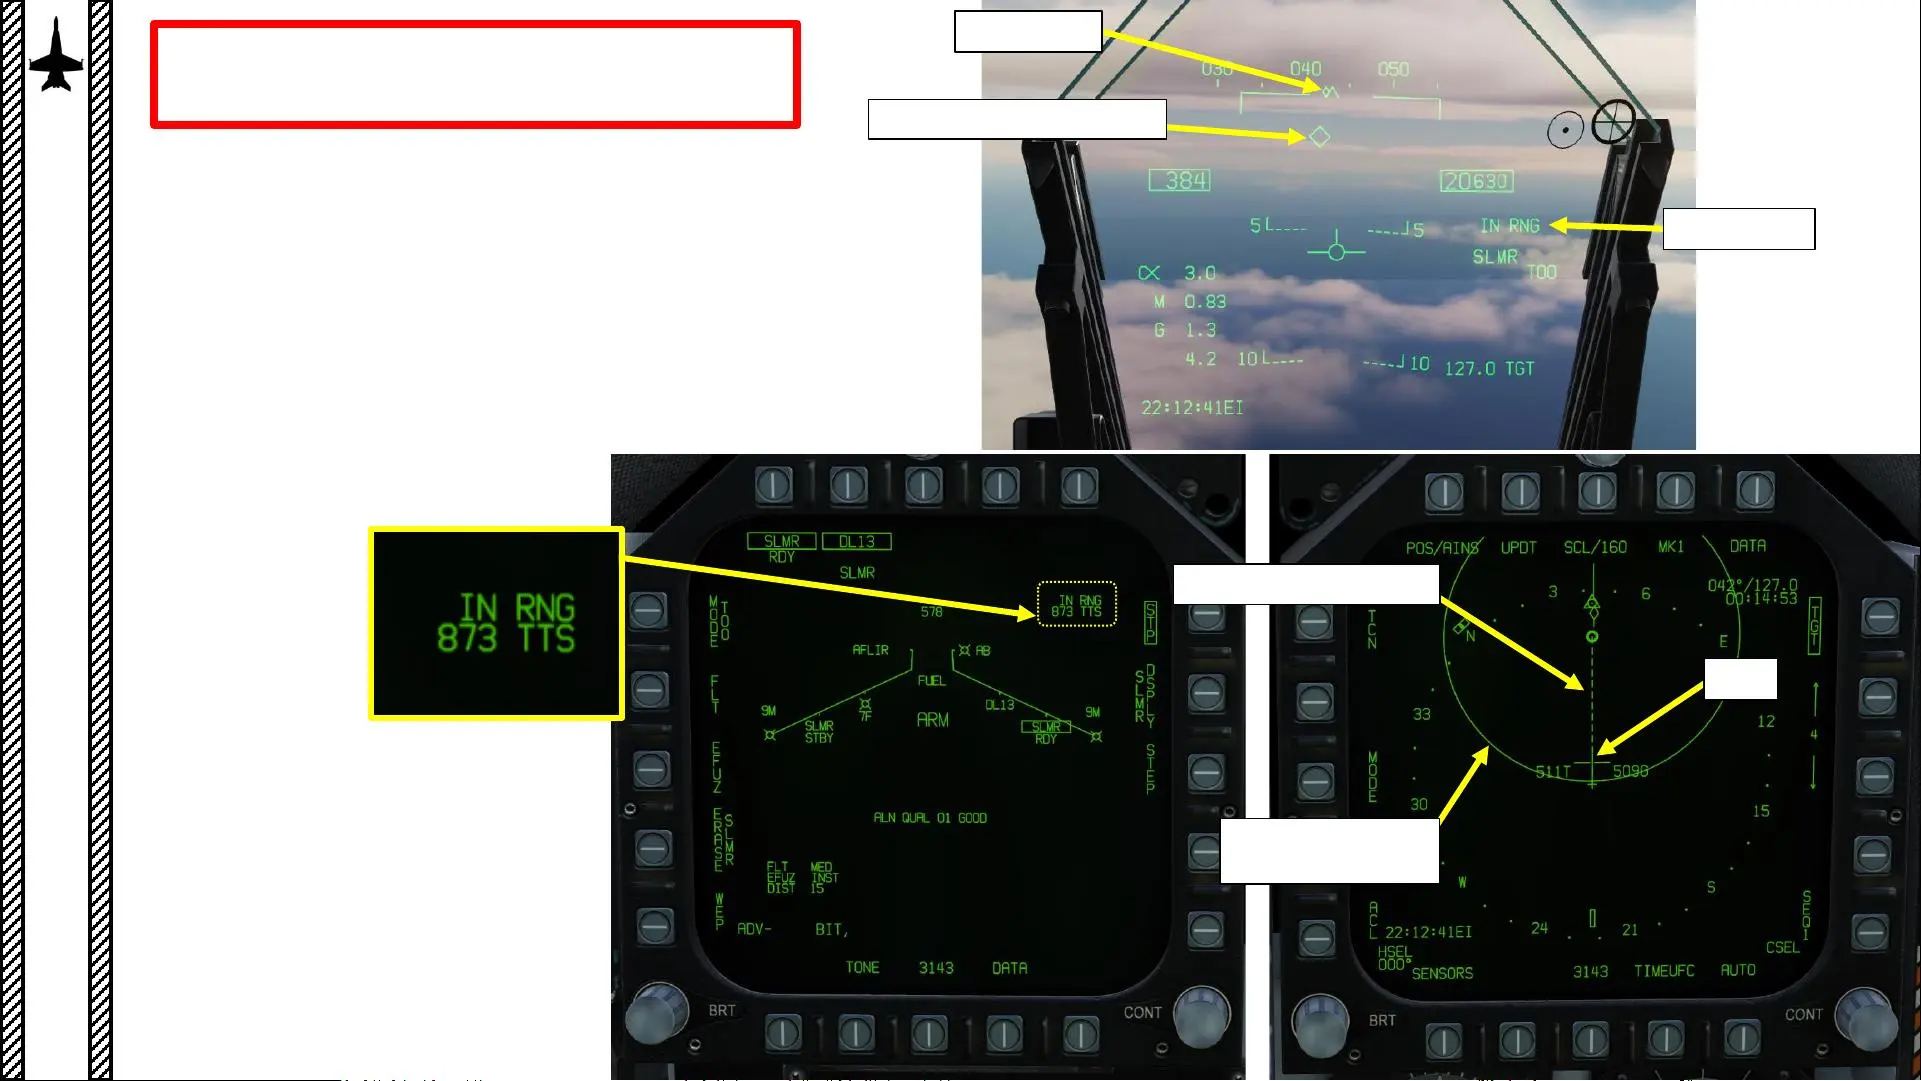 030 040 050
384 20630
5 5 IN RNG
SLMR
TOO
α 3.0
M 0.83
G 1.3
4.2 10 10 127.0 TGT
22:12:41EI
IN RNG
873 TTS
SLMR DL13
RDY
SLMR
IN RNG
578 873 TTS
MODE TOO
STP
AFLIR AB
FUEL
FLT
DSPLY SLMR
9M 7F DL13 9M
ARM
SLMR SLMR
STBY RDY
EFUZ
STEP
ALN QUAL 01 GOOD
ERASE SLMR
FLT MED
EFUZ INST
DIST 15
WEP
ADV- BIT,
TONE 3143 DATA
BRT CONT
POS/AINS UPDT SCL/160 MK1 DATA
042°/127.0
00:14:53
3 6
TCN
N E
TGT
33 12
4
MODE
511T 509G
30 15
W S
ACL
SEQ1
22:12:41EI 24 21
HSEL
000°
CSEL
SENSORS 3143 TIMEUFC AUTO
BRT CONT